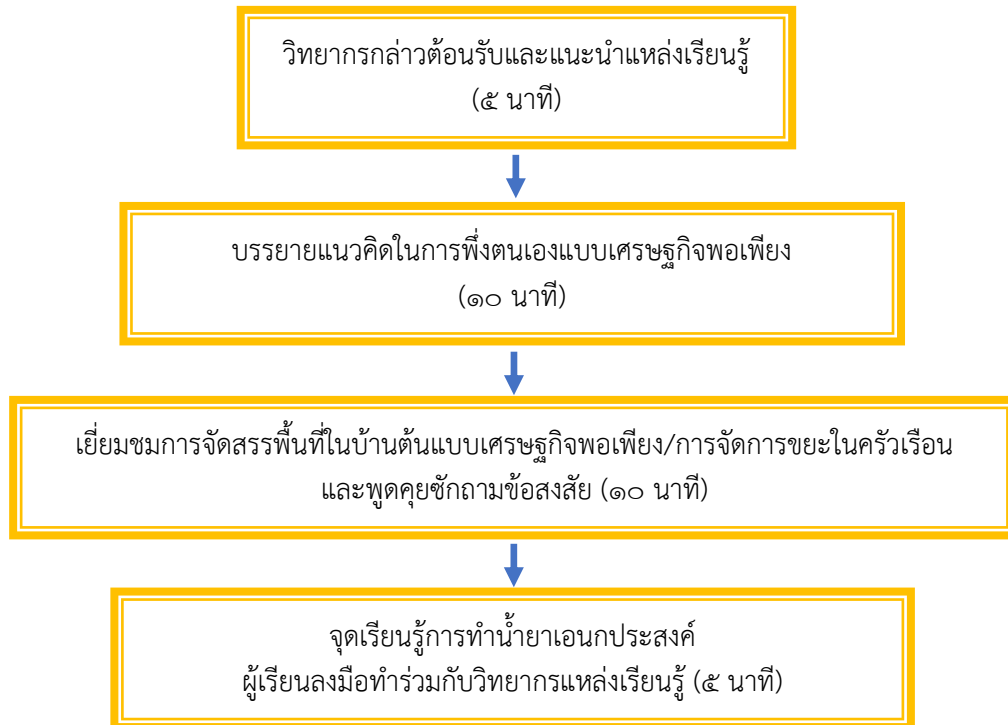 วิทยากรกล่าวต้อนรับและแนะนำแหล่งเรียนรู้
(๕ นาที)
บรรยายแนวคิดในการพึ่งตนเองแบบเศรษฐกิจพอเพียง
(๑๐ นาที)
เยี่ยมชมการจัดสรรพื้นที่ในบ้านต้นแบบเศรษฐกิจพอเพียง/การจัดการขยะในครัวเรือน
และพูดคุยซักถามข้อสงสัย (๑๐ นาที)
จุดเรียนรู้การทำน้ำยาเอนกประสงค์
ผู้เรียนลงมือทำร่วมกับวิทยากรแหล่งเรียนรู้ (๕ นาที)